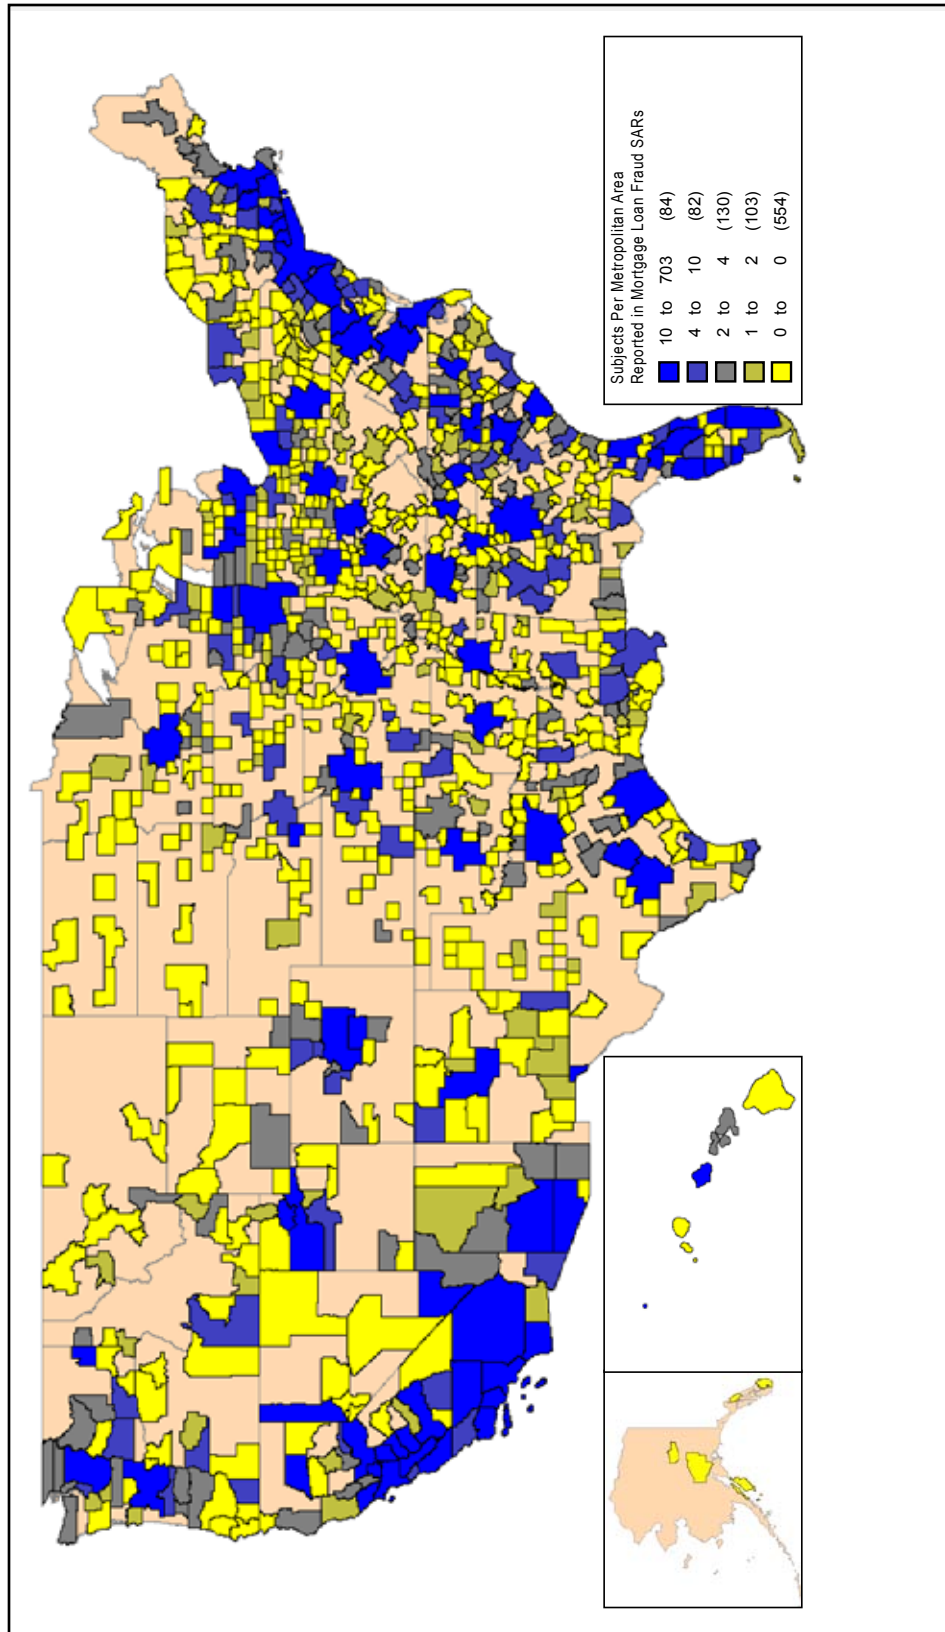 Subjects Per Metropolitan Area
Reported in Mortgage Loan Fraud SARs
10 to 703 (84)
4 to 10 (82)
2 to 4 (130)
1 to 2 (103)
0 to 0 (554)